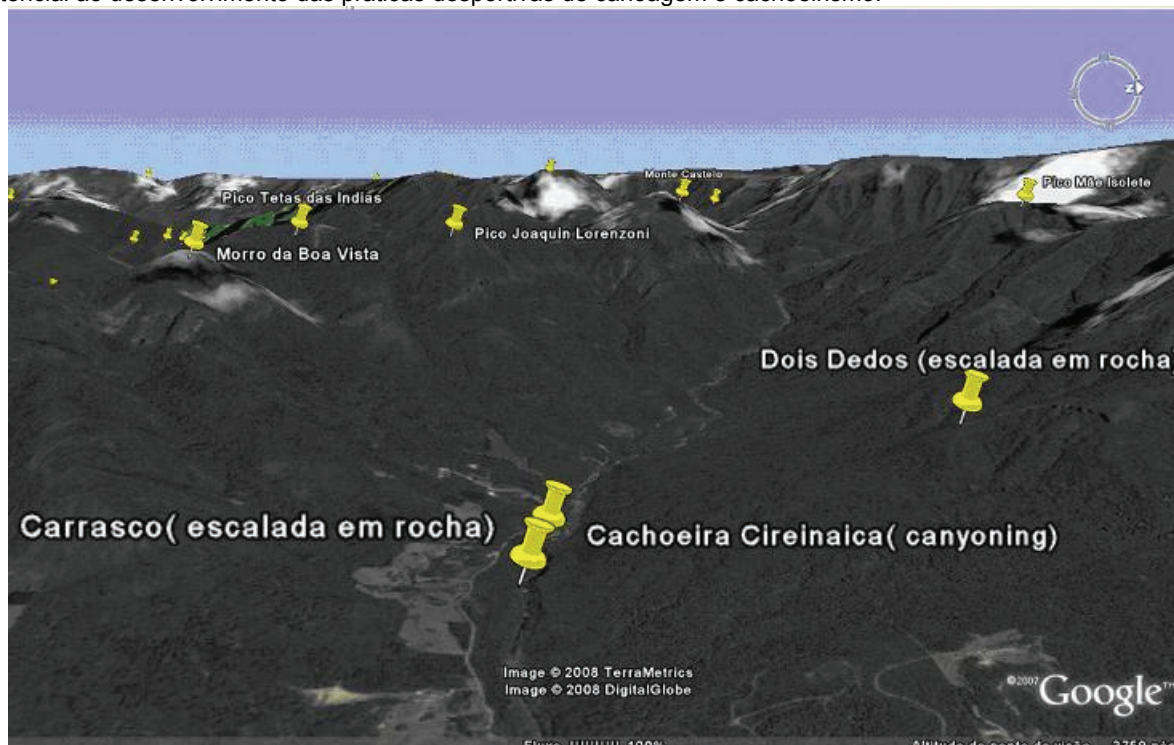 Z
Monte Castelo
Pico Mãe Isolete
Pico Tetas das Indias
Pico Joaquin Lorenzoni
Morro da Boa Vista
Dois Dedos (escalada em rocha)
Carrasco( escalada em rocha)
Cachoeira Cireinaica( canyoning)
Image © 2008 TerraMetrics
Image © 2008 DigitalGlobe
©2007 Google™